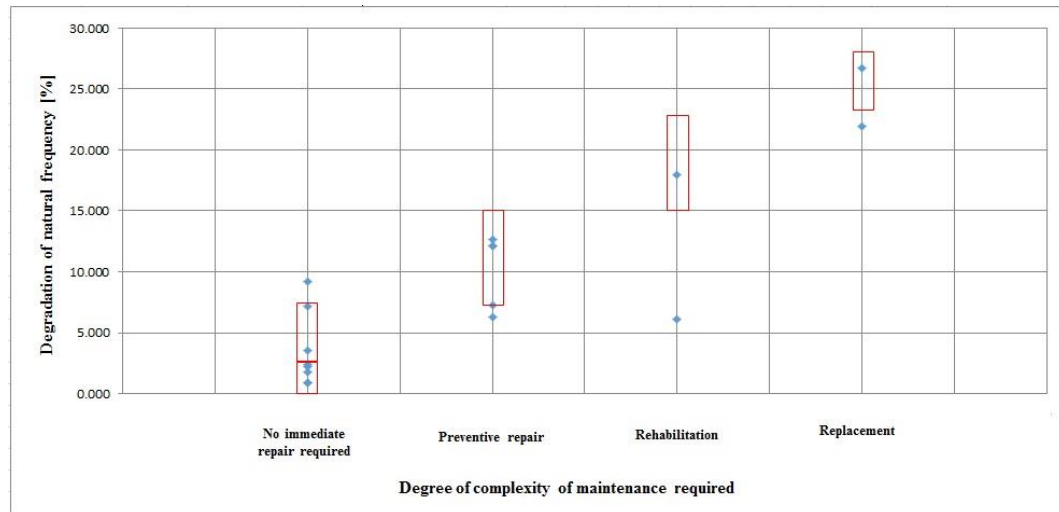 Degradation of natural frequency [%]
30.000
25.000
20.000
15.000
10.000
5.000
0.000
No immediate
repair required
Preventive repair
Rehabilitation
Replacement
Degree of complexity of maintenance required